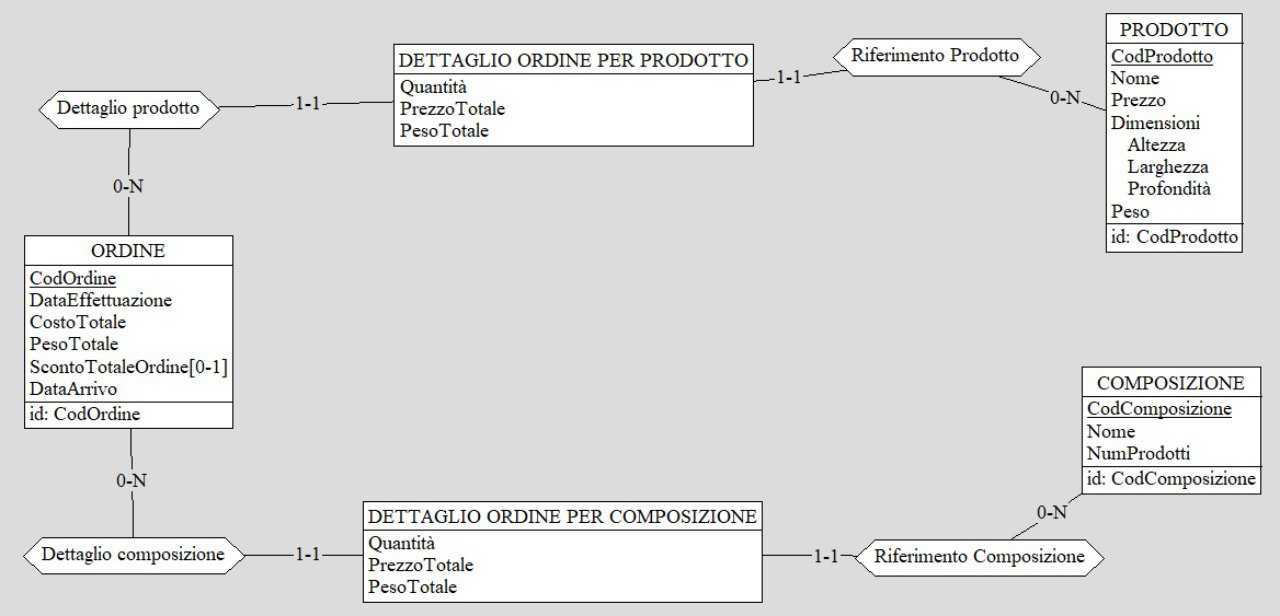 PRODOTTO
CodProdotto
Nome
Prezzo
Dimensioni
Altezza
Larghezza
Profondità
Peso
id: CodProdotto
Riferimento Prodotto
0-N
1-1
DETTAGLIO ORDINE PER PRODOTTO
Quantità
PrezzoTotale
PesoTotale
1-1
Dettaglio prodotto
0-N
ORDINE
CodOrdine
DataEffettuazione
CostoTotale
PesoTotale
ScontoTotaleOrdine[0-1]
DataArrivo
id: CodOrdine
0-N
Dettaglio composizione
1-1
DETTAGLIO ORDINE PER COMPOSIZIONE
Quantità
PrezzoTotale
PesoTotale
1-1
Riferimento Composizione
0-N
COMPOSIZIONE
CodComposizione
Nome
NumProdotti
id: CodComposizione